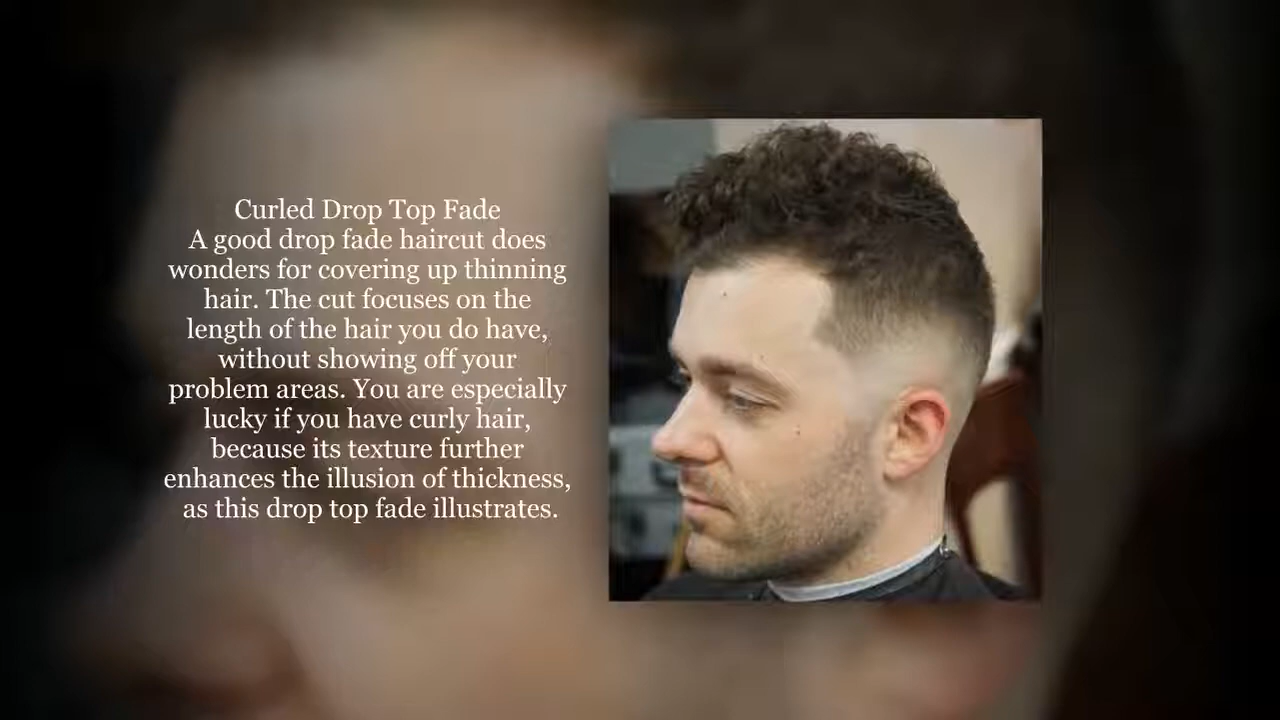 Curled Drop Top Fade
A good drop fade haircut does
wonders for covering up thinning
hair. The cut focuses on the
length of the hair you do have,
without showing off your
problem areas. You are especially
lucky if you have curly hair,
because its texture further
enhances the illusion of thickness,
as this drop top fade illustrates.